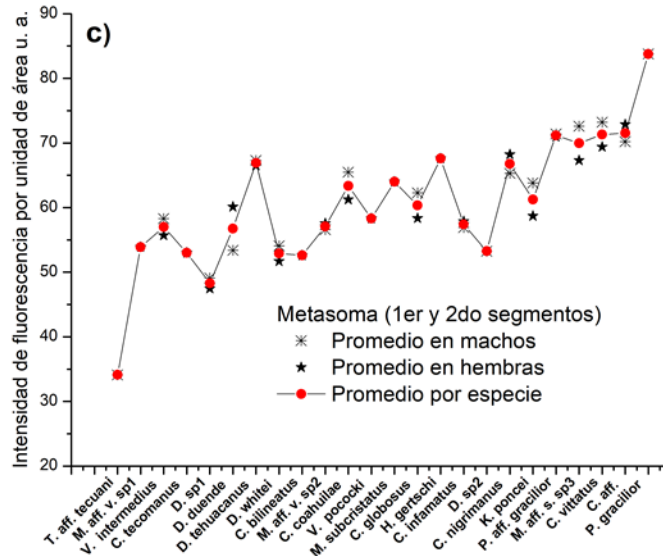 c)
Intensidad de fluorescencia por unidad de área u. a.
90
80
70
60
50
40
30
20
Metasoma (1er y 2do segmentos)
Promedio en machos
Promedio en hembras
Promedio por especie
T. aff. tecuani
M. aff. v. sp1
V. intermedius
C. tecomanus
D. sp1
D. duende
D. tehuacanus
D. whitei
C. bilineatus
M. aff. v. sp2
C. coahuilae
V. pococki
M. subcristatus
C. globosus
H. gertschi
C. infamatus
D. sp2
C. nigrimanus
K. poncei
P. aff. gracilior
M. aff. s. sp3
C. vittatus
C. aff.
P. gracilior